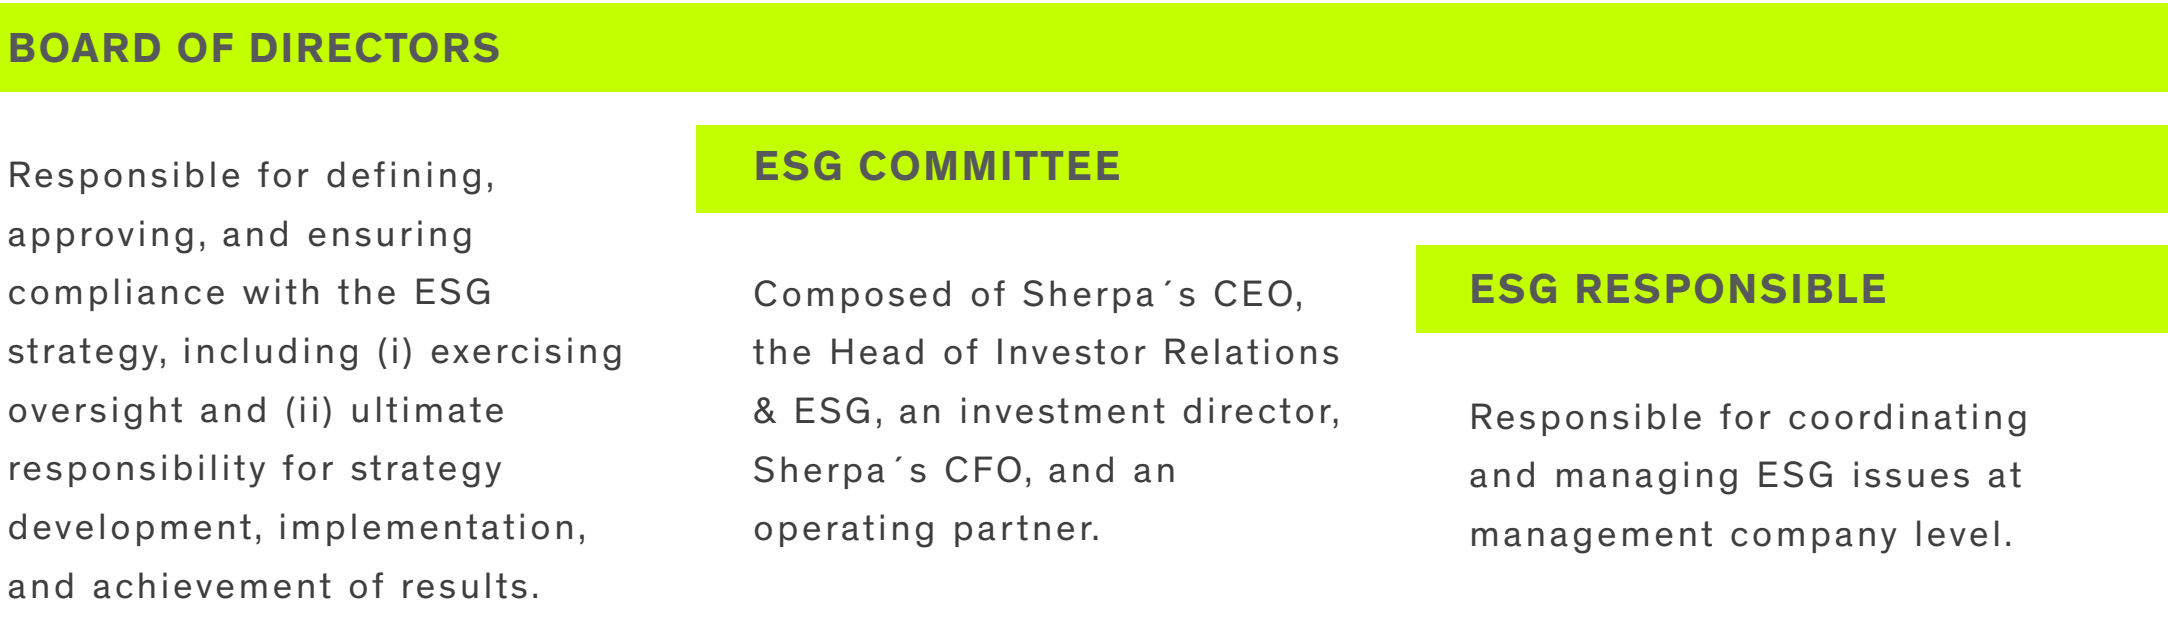 BOARD OF DIRECTORS
Responsible for defining,
approving, and ensuring
compliance with the ESG
strategy, including (i) exercising
oversight and (ii) ultimate
responsibility for strategy
development, implementation,
and achievement of results.
ESG COMMITTEE
Composed of Sherpa´s CEO,
the Head of Investor Relations
& ESG, an investment director,
Sherpa´s CFO, and an
operating partner.
ESG RESPONSIBLE
Responsible for coordinating
and managing ESG issues at
management company level.